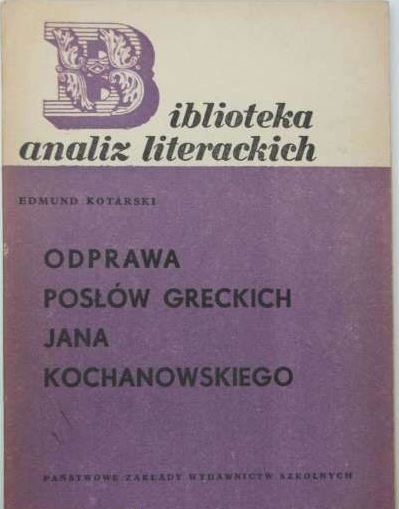 Biblioteka
analiz literackich
EDMUND KOTARSKI
ODPRAWA
POSŁÓW GRECKICH
JANA
KOCHANOWSKIEGO
PAŃSTWOWE ZAKŁADY WYDAWNICTW SZKOLNYCH